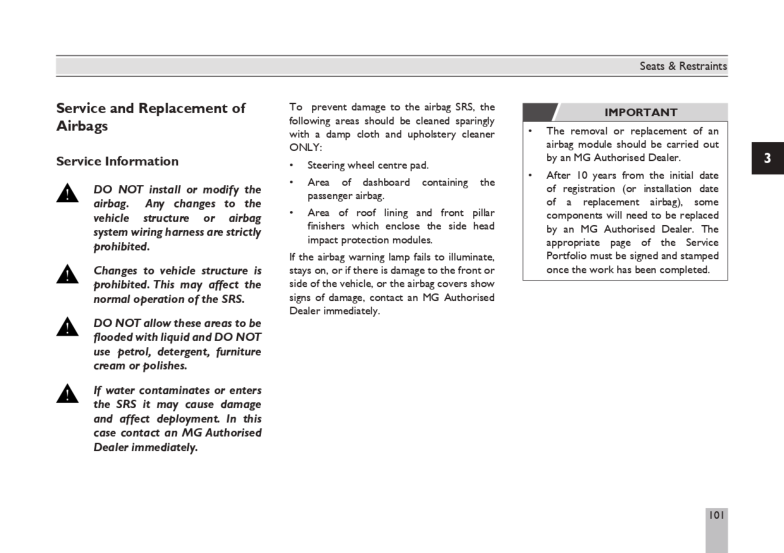 Seats & Restraints
Service and Replacement of
Airbags
Service Information
DO NOT install or modify the
airbag. Any changes to the
vehicle structure or airbag
system wiring harness are strictly
prohibited.
Changes to vehicle structure is
prohibited. This may affect the
normal operation of the SRS.
DO NOT allow these areas to be
flooded with liquid and DO NOT
use petrol, detergent, furniture
cream or polishes.
If water contaminates or enters
the SRS it may cause damage
and affect deployment. In this
case contact an MG Authorised
Dealer immediately.
To prevent damage to the airbag SRS, the
following areas should be cleaned sparingly
with a damp cloth and upholstery cleaner
ONLY:
• Steering wheel centre pad.
• Area of dashboard containing the
passenger airbag.
• Area of roof lining and front pillar
finishers which enclose the side head
impact protection modules.
If the airbag warning lamp fails to illuminate,
stays on, or if there is damage to the front or
side of the vehicle, or the airbag covers show
signs of damage, contact an MG Authorised
Dealer immediately.
IMPORTANT
• The removal or replacement of an
airbag module should be carried out
by an MG Authorised Dealer.
• After 10 years from the initial date
of registration (or installation date
of a replacement airbag), some
components will need to be replaced
by an MG Authorised Dealer. The
appropriate page of the Service
Portfolio must be signed and stamped
once the work has been completed.
3
101